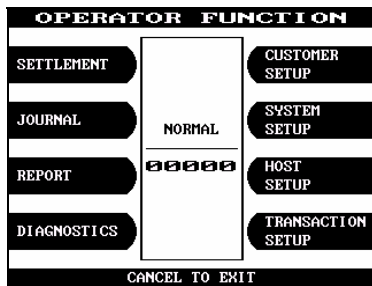 OPERATOR FUNCTION
SETTLEMENT
JOURNAL
REPORT
DIAGNOSTICS
NORMAL
00000
CUSTOMER
SETUP
SYSTEM
SETUP
HOST
SETUP
TRANSACTION
SETUP
CANCEL TO EXIT